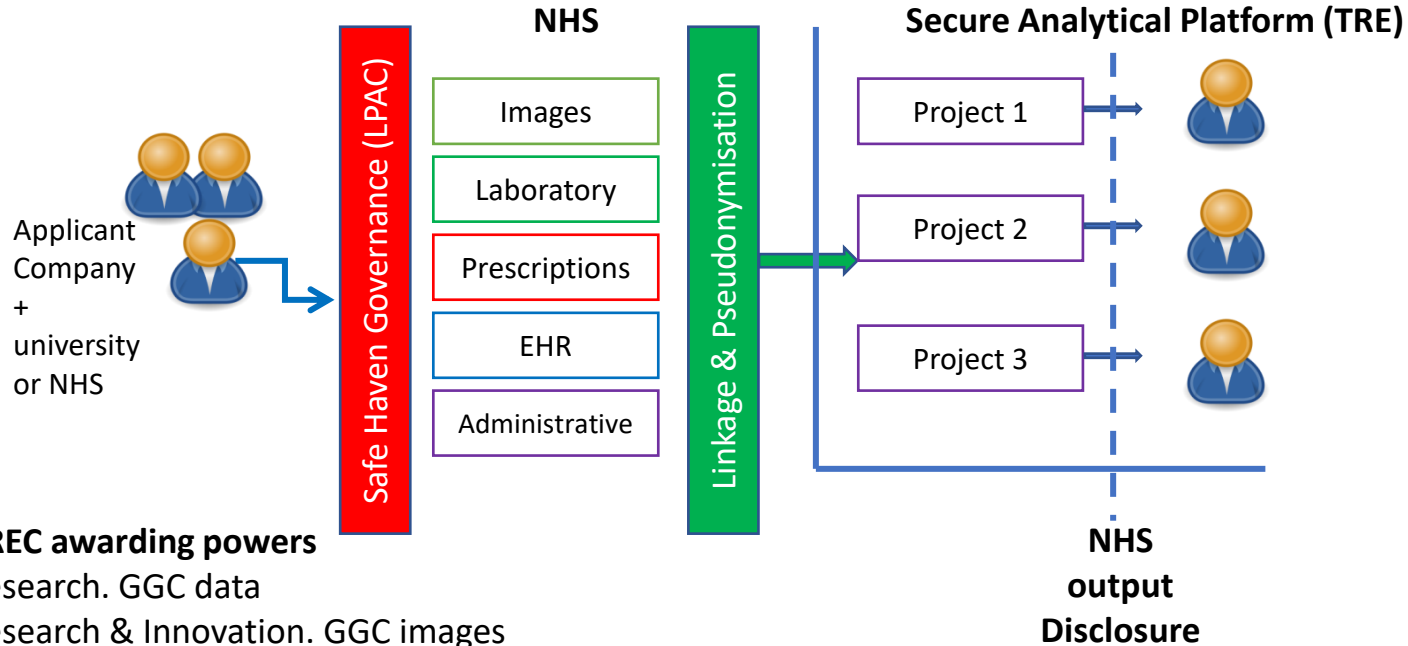 NHS
Secure Analytical Platform (TRE)
Applicant
Company
+
university
or NHS
Safe Haven Governance (LPAC)
Images
Laboratory
Prescriptions
EHR
Administrative
Linkage & Pseudonymisation
Project 1
Project 2
Project 3
REC awarding powers
esearch. GGC data
esearch & Innovation. GGC images
NHS
output
Disclosure